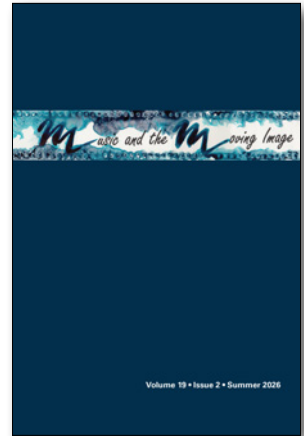 Music and the Moving Image
Volume 19 • Issue 2 • Summer 2026